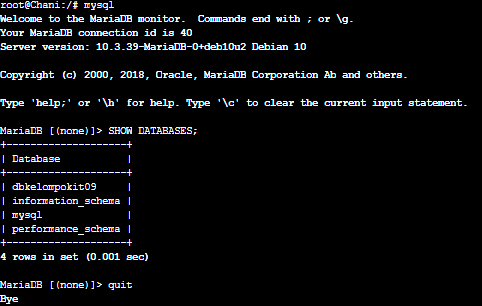 root@Chani:/# mysql
Welcome to the MariaDB monitor.  Commands end with ; or \g.
Your MariaDB connection id is 40
Server version: 10.3.39-MariaDB-0+deb10u2 Debian 10

Copyright (c) 2000, 2018, Oracle, MariaDB Corporation Ab and others.

Type 'help;' or '\h' for help. Type '\c' to clear the current input statement.

MariaDB [(none)]> SHOW DATABASES;
+--------------------+
| Database           |
+--------------------+
| dbkelompokit09     |
| information_schema |
| mysql              |
| performance_schema |
+--------------------+
4 rows in set (0.001 sec)

MariaDB [(none)]> quit
Bye